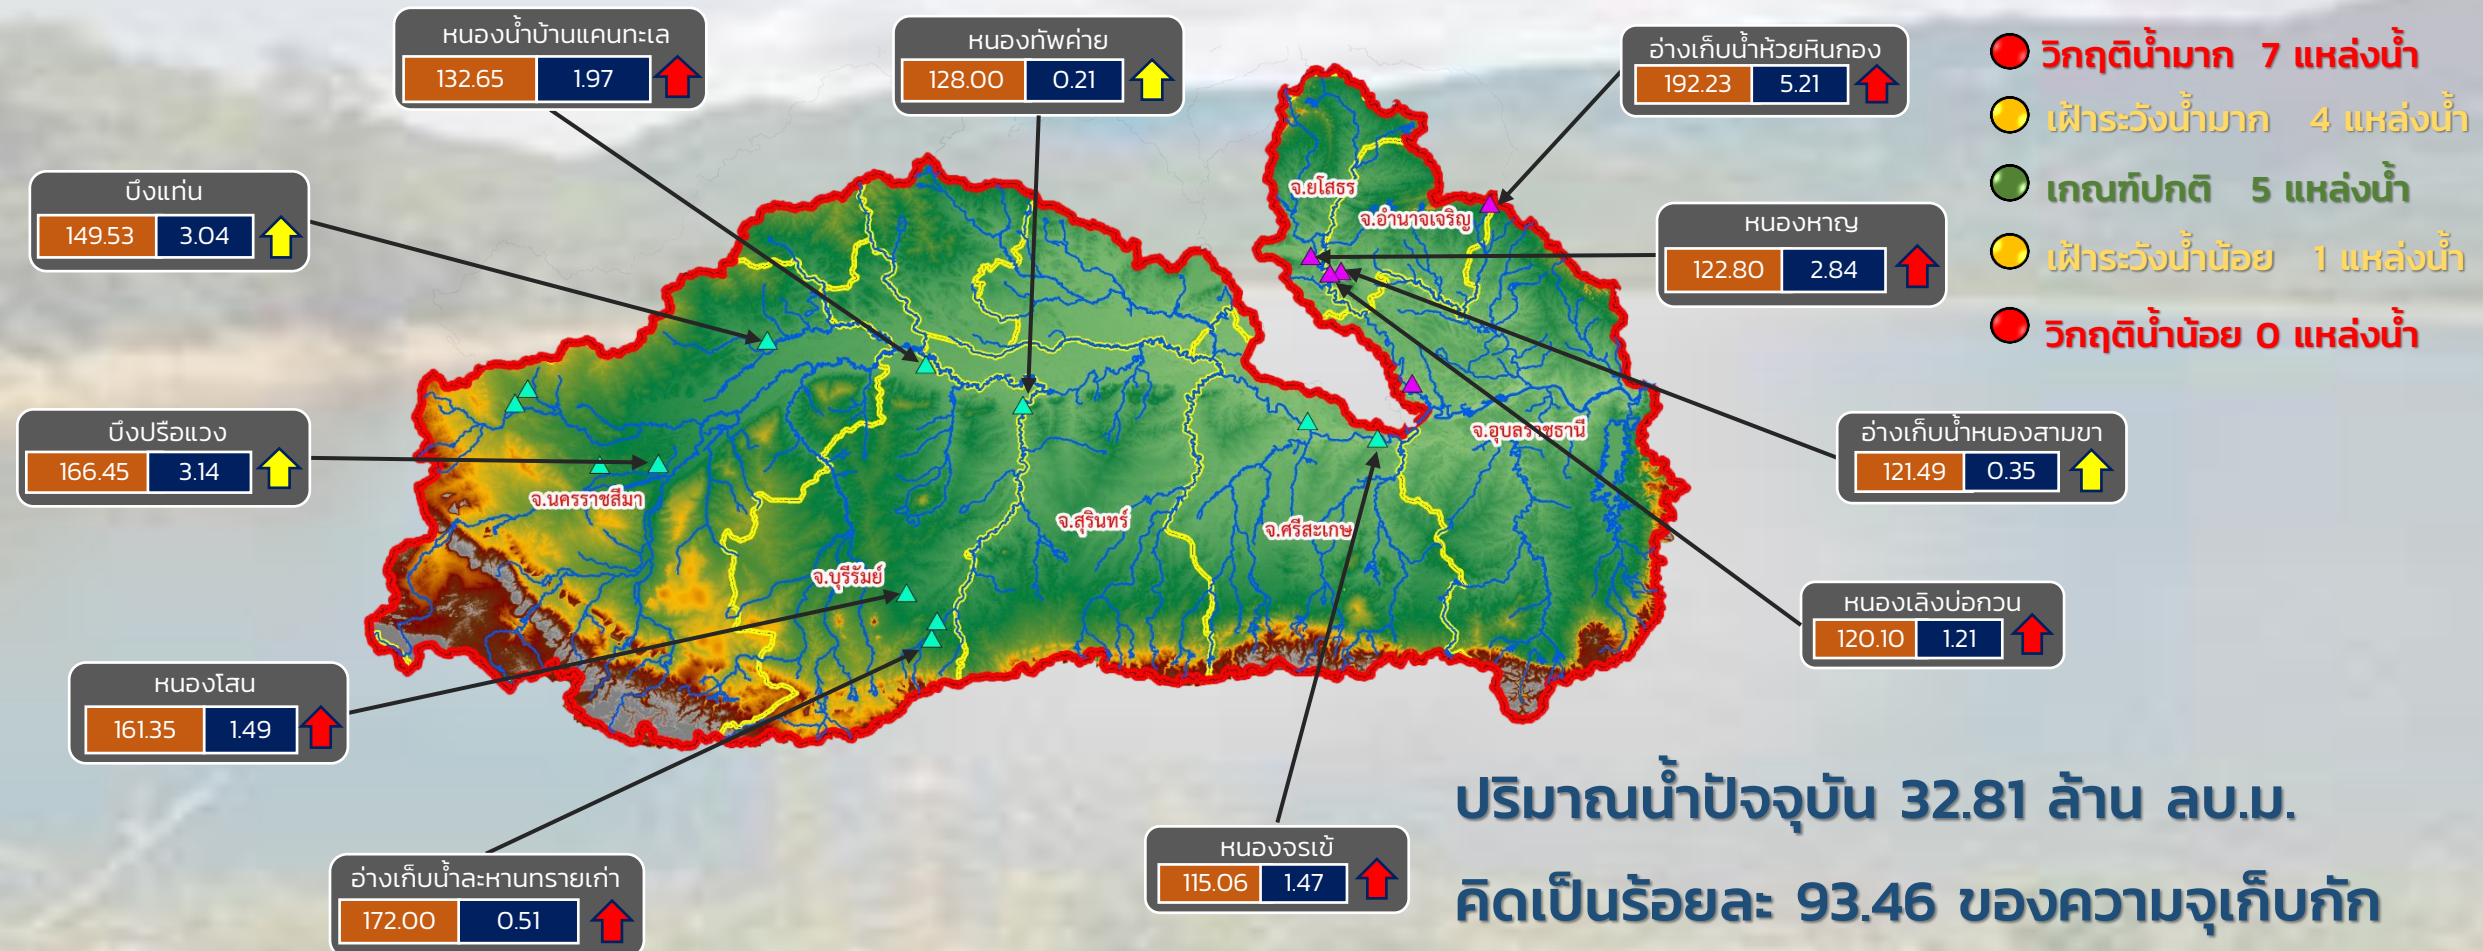 หนองน้ำบ้านแคนทะเล
132.65 1.97
หนองทัพค่าย
128.00 0.21
อ่างเก็บน้ำห้วยหินกอง
192.23 5.21
วิกฤติน้ำมาก 7 แหล่งน้ำ
เฝ้าระวังน้ำมาก 4 แหล่งน้ำ
เกณฑ์ปกติ 5 แหล่งน้ำ
เฝ้าระวังน้ำน้อย 1 แหล่งน้ำ
วิกฤติน้ำน้อย 0 แหล่งน้ำ
บึงแท่น
149.53 3.04
จ.ยโสธร
จ.อำนาจเจริญ
หนองหาญ
122.80 2.84
บึงปรือแวง
166.45 3.14
จ.นครราชสีมา
จ.สุรินทร์
จ.ศรีสะเกษ
จ.อุบลราชธานี
จ.บุรีรัมย์
อ่างเก็บน้ำหนองสามขา
121.49 0.35
หนองเลิงบ่อกวน
120.10 1.21
หนองโสน
161.35 1.49
อ่างเก็บน้ำละหานทรายเก่า
172.00 0.51
หนองจรเข้
115.06 1.47
ปริมาณน้ำปัจจุบัน 32.81 ล้าน ลบ.ม.
คิดเป็นร้อยละ 93.46 ของความจุเก็บกัก